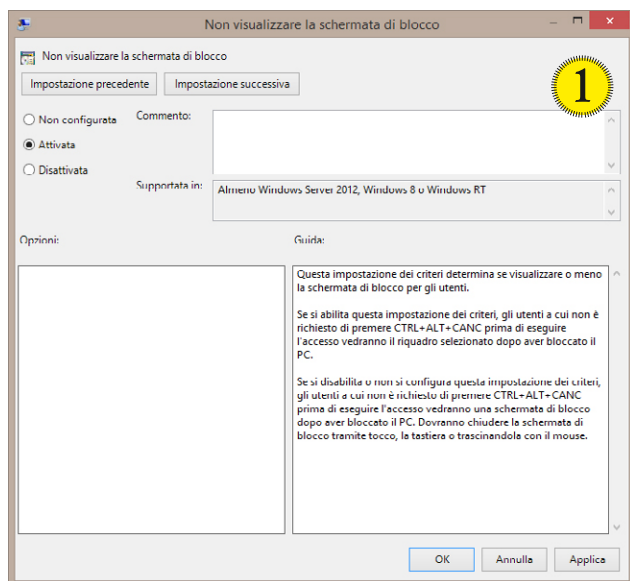 Non visualizzare la schermata di blocco
Non visualizzare la schermata di blocco
Impostazione precedente
Impostazione successiva
1
Non configurata
Commento:
Attivata
Disattivata
Supportata in:
Almeno Windows Server 2012, Windows 8 o Windows RT
Opzioni:
Guida:
Questa impostazione dei criteri determina se visualizzare o meno
la schermata di blocco per gli utenti.
Se si abilita questa impostazione dei criteri, gli utenti a cui non è
richiesto di premere CTRL+ALT+CANC prima di eseguire
l'accesso vedranno il riquadro selezionato dopo aver bloccato il
PC.
Se si disabilita o non si configura questa impostazione dei criteri,
gli utenti a cui non è richiesto di premere CTRL+ALT+CANC
prima di eseguire l'accesso vedranno una schermata di blocco
dopo aver bloccato il PC. Dovranno chiudere la schermata di
blocco tramite tocco, la tastiera o trascinandola con il mouse.
OK
Annulla
Applica